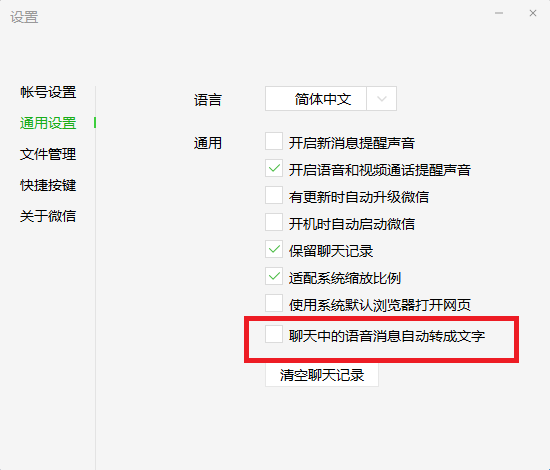 设置
帐号设置
通用设置
文件管理
快捷按键
关于微信
语言 简体中文
通用 开启新消息提醒声音
开启语音和视频通话提醒声音
有更新时自动升级微信
开机时自动启动微信
保留聊天记录
适配系统缩放比例
使用系统默认浏览器打开网页
聊天中的语音消息自动转成文字
清空聊天记录